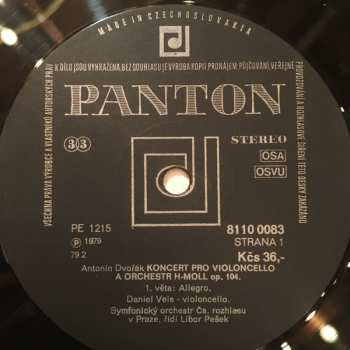 MADE IN CZECHOSLOVAKIA
VŠECHNA PRÁVA VÝROBCE A VLASTNÍKŮ AUTORSKÝCH PRÁV K DÍLU JSOU VYHRAZENA. BEZ SOUHLASU JE VÝROBA KOPIÍ PRONÁJEM, PŮJČOVÁNÍ, VEŘEJNÉ PROVOZOVÁNÍ A ROZHLASOVÉ ŠÍŘENÍ TÉTO DESKY ZAKÁZÁNO
PANTON
33
STEREO
OSA
OSVU
PE 1215
8110 0083
℗ 1979
STRANA 1
79.2
Kčs 36,-
Antonín Dvořák KONCERT PRO VIOLONCELLO
A ORCHESTR H-MOLL op. 104.
1. věta: Allegro.
Daniel Veis - violoncello.
Symfonický orchestr Čs. rozhlasu
v Praze, řídí Libor Pešek